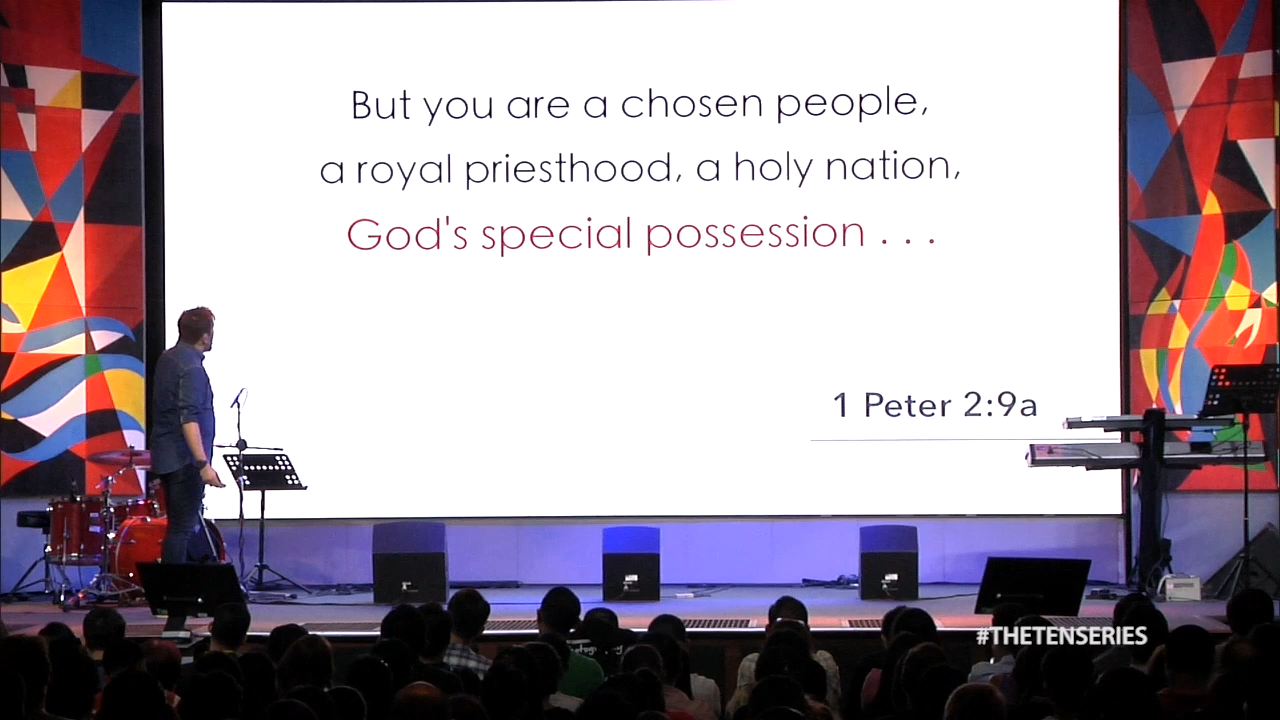 But you are a chosen people,
a royal priesthood, a holy nation,
God's special possession . . .
1 Peter 2:9a
#THETENSERIES